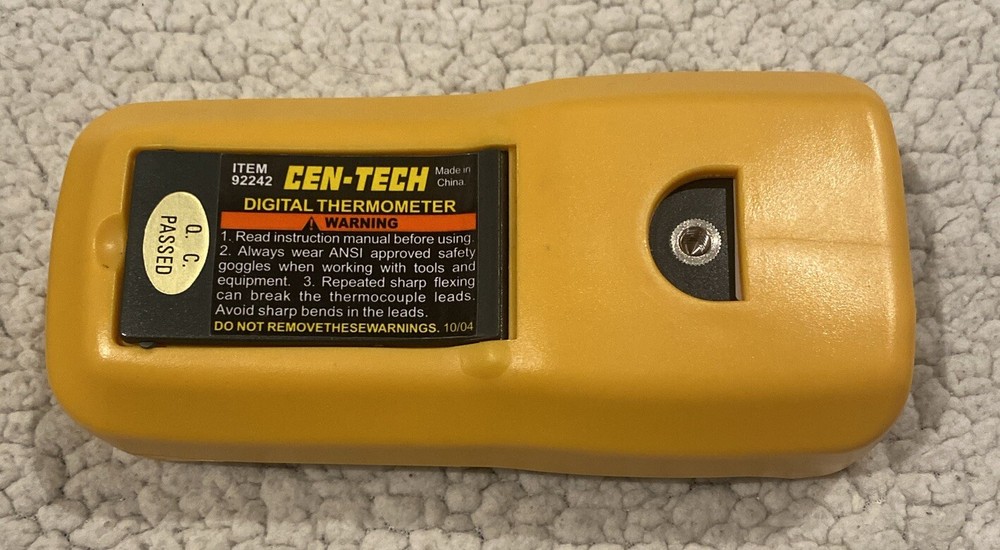 ITEM
92242
CEN-TECH
Made in
China.
DIGITAL THERMOMETER
WARNING
1. Read instruction manual before using.
2. Always wear ANSI approved safety
goggles when working with tools and
equipment. 3. Repeated sharp flexing
can break the thermocouple leads.
Avoid sharp bends in the leads.
DO NOT REMOVETHESEWARNINGS. 10/04
Q. C.
PASSED